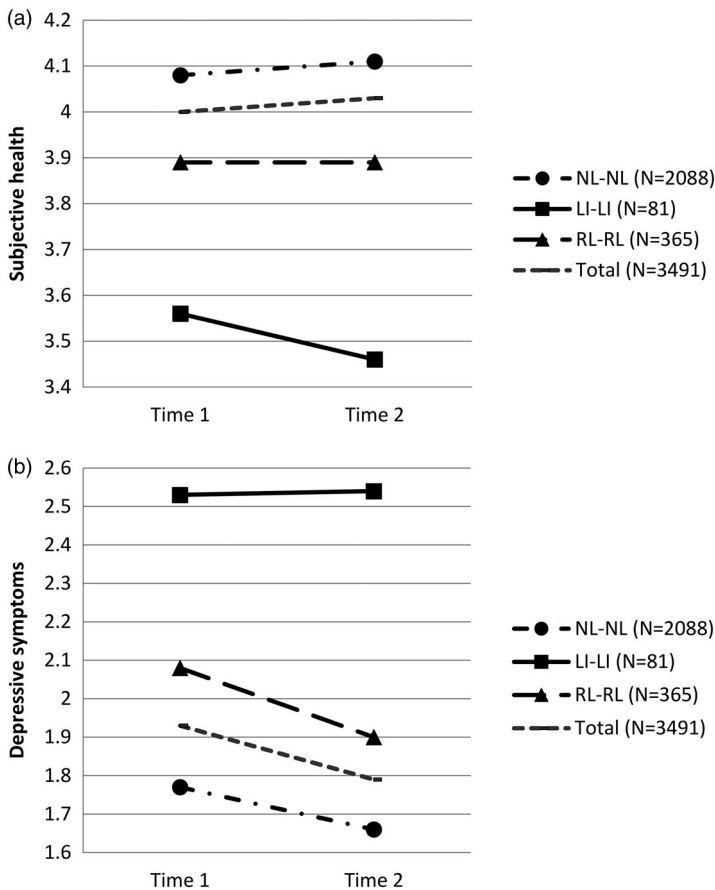 (a)
4.2
4.1
4
3.9
3.8
3.7
3.6
3.5
3.4
Subjective health
Time 1 Time 2
NL-NL (N=2088)
LI-LI (N=81)
RL-RL (N=365)
Total (N=3491)
(b)
2.6
2.5
2.4
2.3
2.2
2.1
2
1.9
1.8
1.7
1.6
Depressive symptoms
Time 1 Time 2
NL-NL (N=2088)
LI-LI (N=81)
RL-RL (N=365)
Total (N=3491)